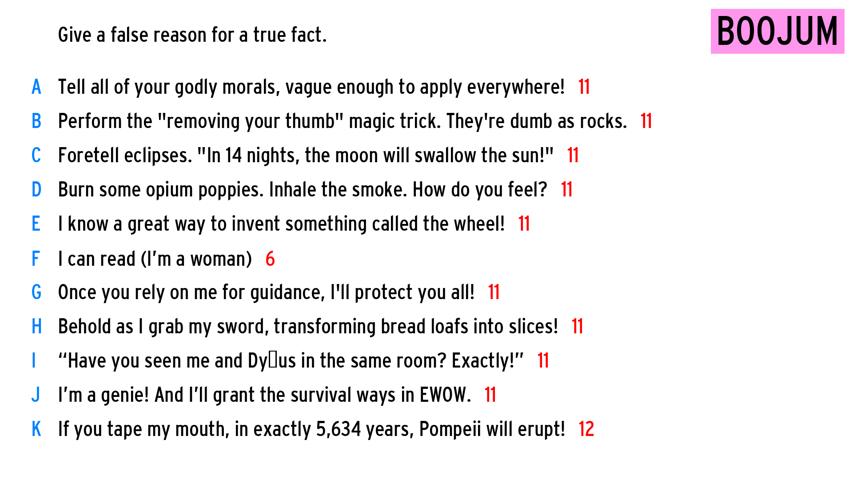 Give a false reason for a true fact.
BOOJUM
A Tell all of your godly morals, vague enough to apply everywhere! 11
B Perform the "removing your thumb" magic trick. They're dumb as rocks. 11
C Foretell eclipses. "In 14 nights, the moon will swallow the sun!" 11
D Burn some opium poppies. Inhale the smoke. How do you feel? 11
E I know a great way to invent something called the wheel! 11
F I can read (I’m a woman) 6
G Once you rely on me for guidance, I'll protect you all! 11
H Behold as I grab my sword, transforming bread loafs into slices! 11
I “Have you seen me and Dy▯us in the same room? Exactly!” 11
J I’m a genie! And I’ll grant the survival ways in EWOW. 11
K If you tape my mouth, in exactly 5,634 years, Pompeii will erupt! 12